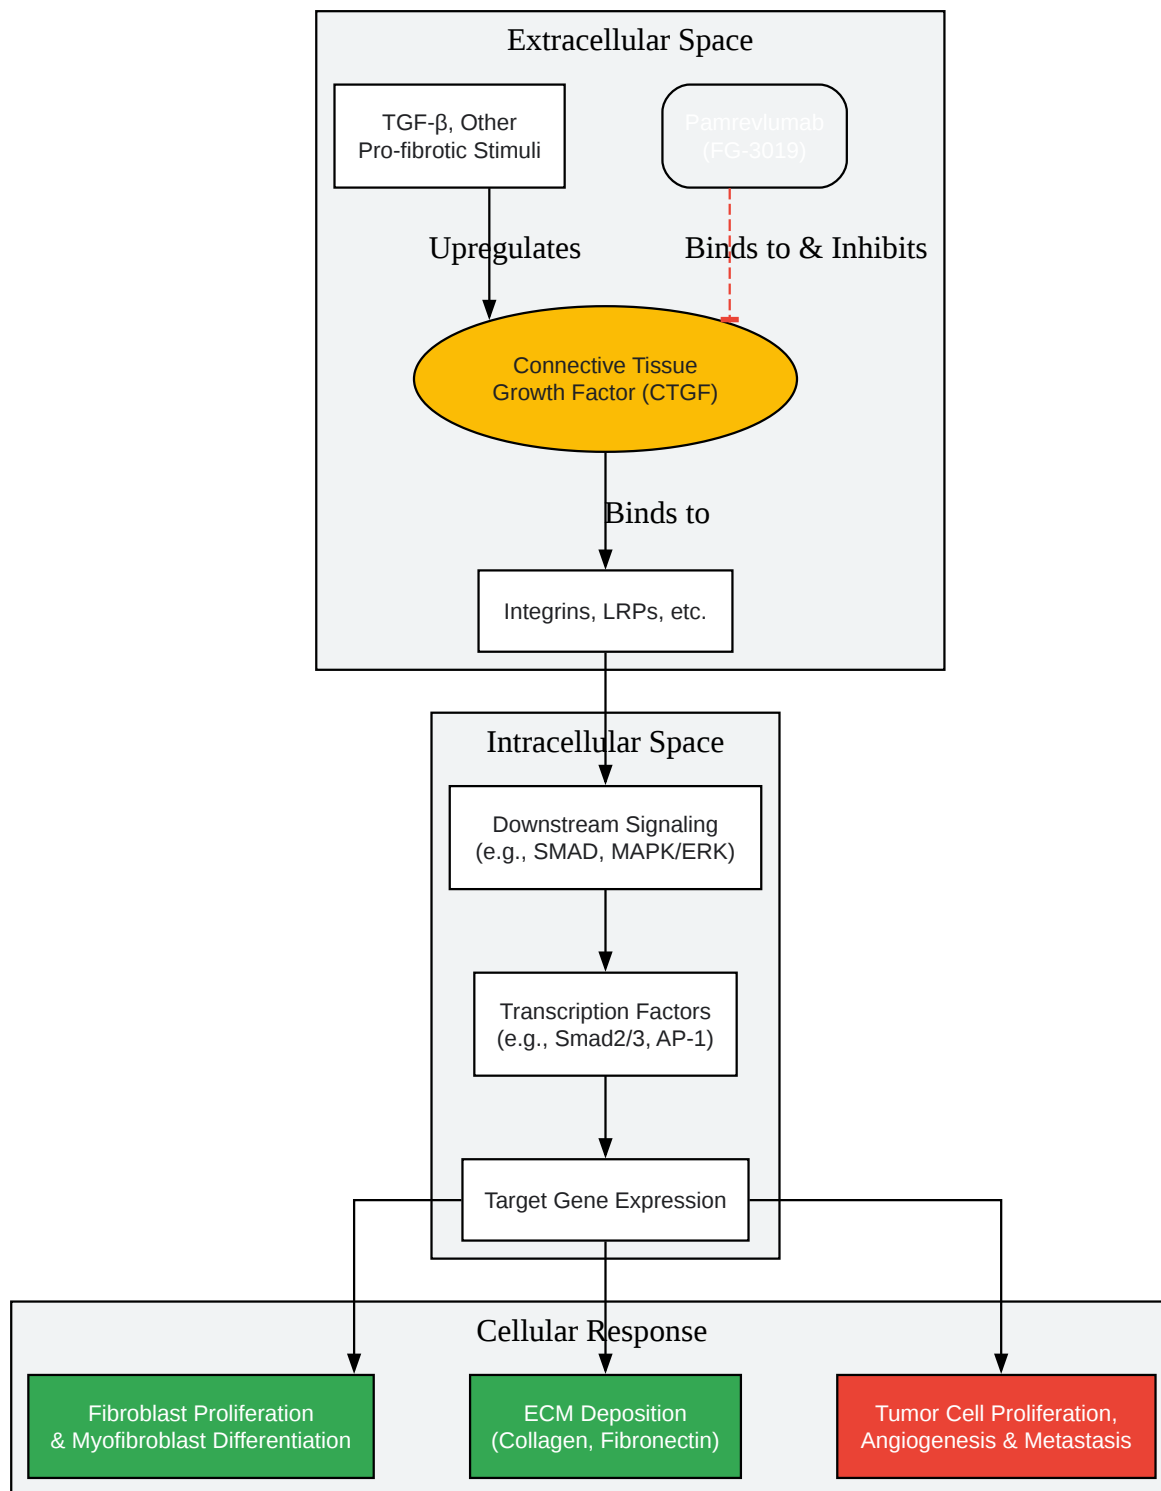 Extracellular Space
TGF-β, Other
Pro-fibrotic Stimuli
Pamrevlumab
(FG-3019)
Upregulates
Binds to & Inhibits
Connective Tissue
Growth Factor (CTGF)
Binds to
Integrins, LRPs, etc.
Intracellular Space
Downstream Signaling
(e.g., SMAD, MAPK/ERK)
Transcription Factors
(e.g., Smad2/3, AP-1)
Target Gene Expression
Cellular Response
Fibroblast Proliferation
& Myofibroblast Differentiation
ECM Deposition
(Collagen, Fibronectin)
Tumor Cell Proliferation,
Angiogenesis & Metastasis